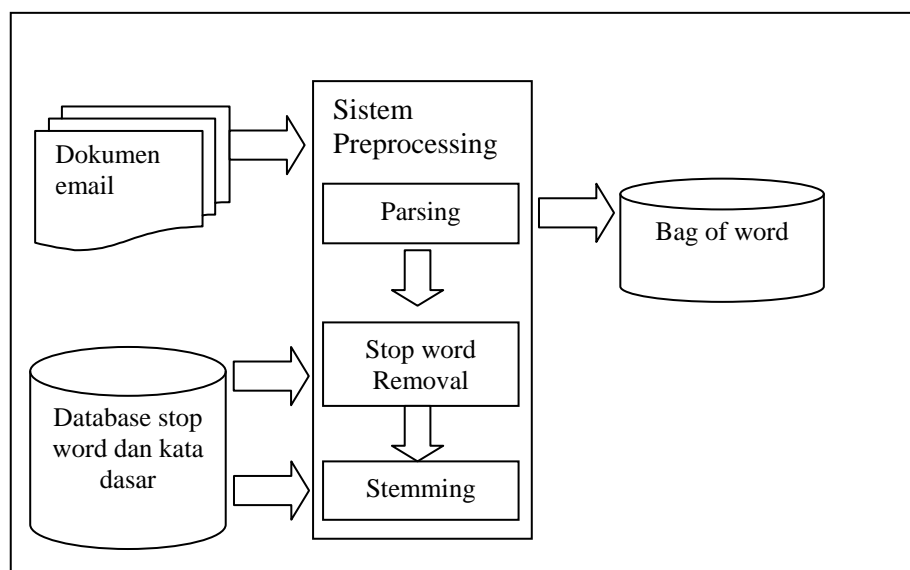 Dokumen
email
Sistem
Preprocessing
Parsing
Bag of word
Stop word
Removal
Database stop
word dan kata
dasar
Stemming